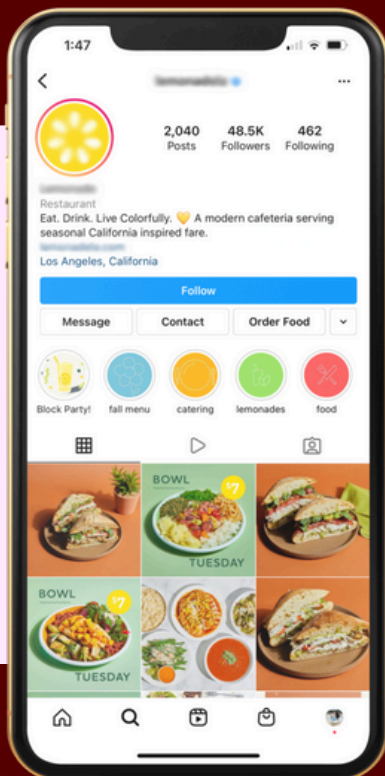 1:47
2,040 48.5K 462
Posts Followers Following
Restaurant
Eat. Drink. Live Colorfully. 💛 A modern cafeteria serving
seasonal California inspired fare.
Los Angeles, California
Follow
Message Contact Order Food
Block Party! fall menu catering lemonades food
BOWL
$7
TUESDAY
BOWL
$7
TUESDAY